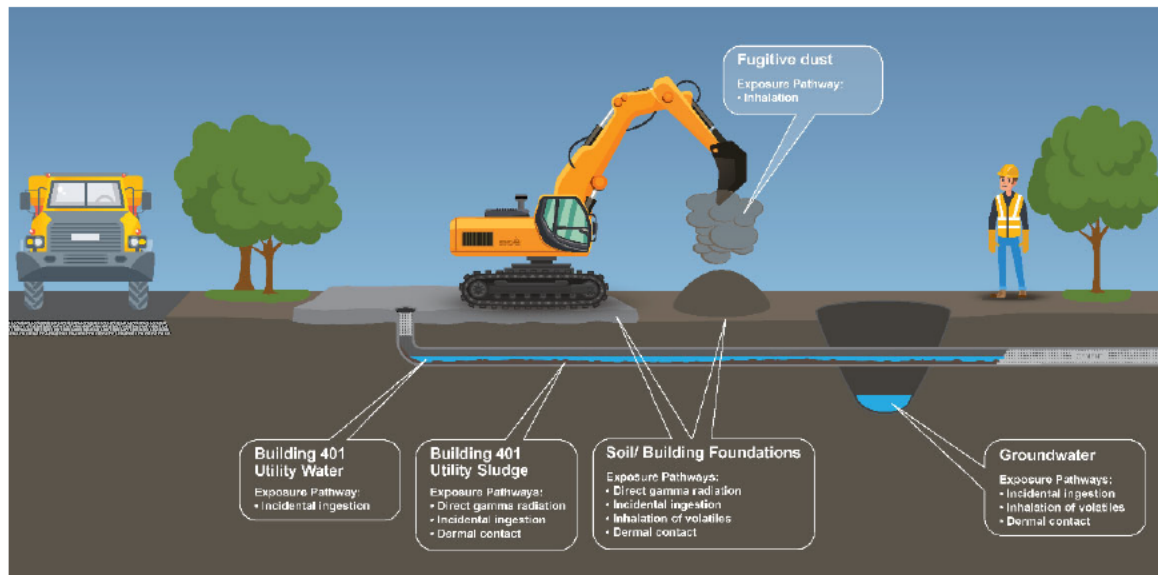 Fugitive dust
Exposure Pathway:
• Inhalation
Building 401
Utility Water
Exposure Pathway:
• Incidental ingestion
Building 401
Utility Sludge
Exposure Pathways:
• Direct gamma radiation
• Incidental ingestion
• Dermal contact
Soil/ Building Foundations
Exposure Pathways:
• Direct gamma radiation
• Incidental ingestion
• Inhalation of volatiles
• Dermal contact
Groundwater
Exposure Pathways:
• Incidental ingestion
• Inhalation of volatiles
• Dermal contact